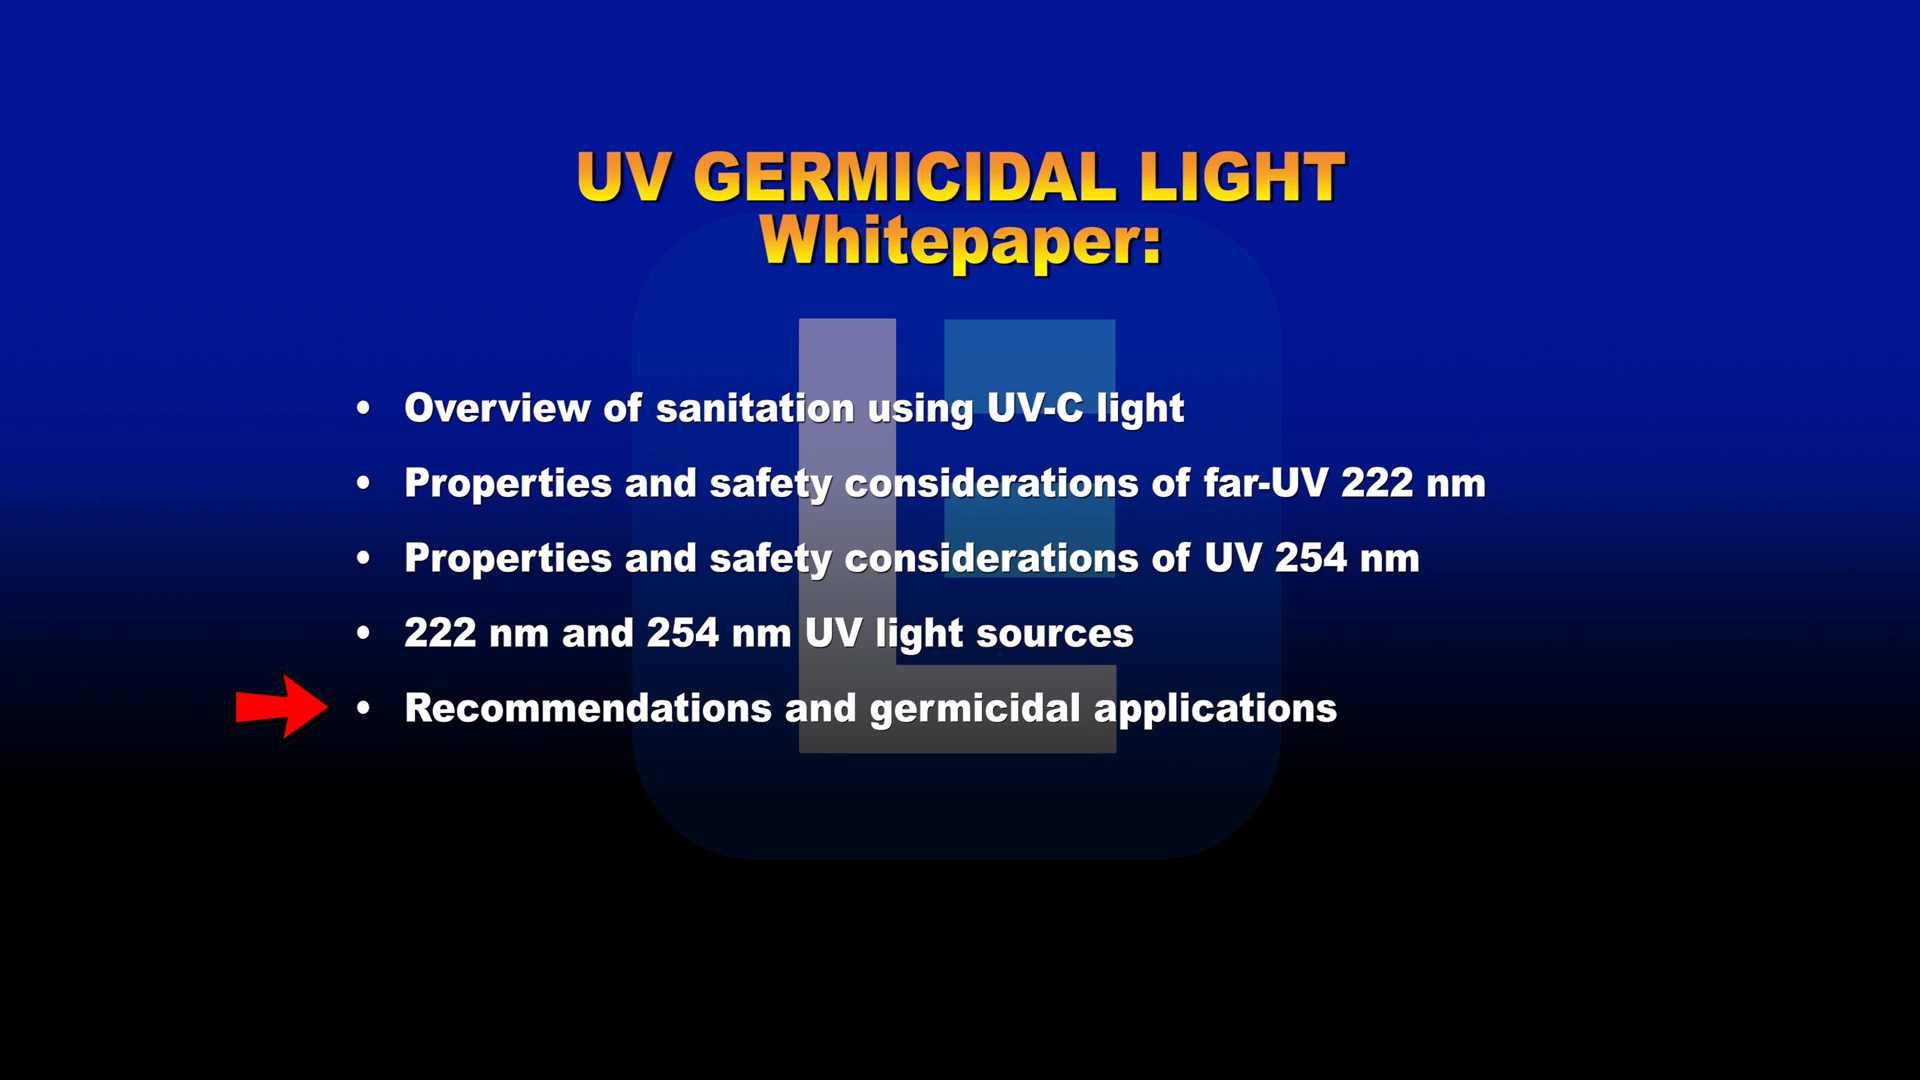 UV GERMICIDAL LIGHT
Whitepaper:
• Overview of sanitation using UV-C light
• Properties and safety considerations of far-UV 222 nm
• Properties and safety considerations of UV 254 nm
• 222 nm and 254 nm UV light sources
• Recommendations and germicidal applications